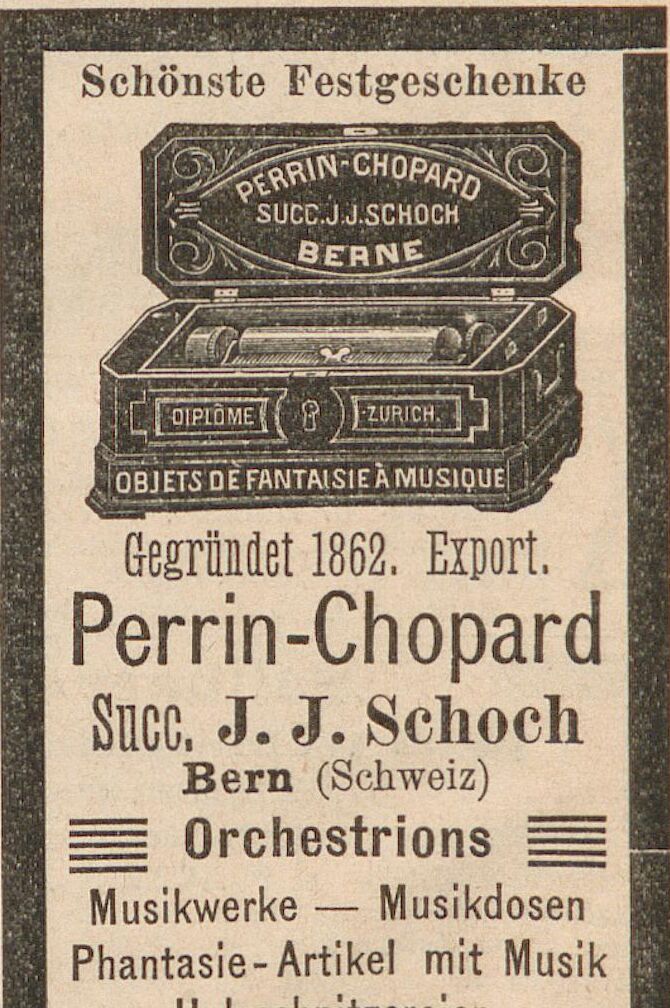 Schönste Festgeschenke
PERRIN-CHOPARD
SUCC.J.J.SCHOCH
BERNE
DIPLÔME ZURICH.
OBJETS DE FANTAISIE À MUSIQUE
Gegründet 1862. Export.
Perrin-Chopard
Succ. J. J. Schoch
Bern (Schweiz)
Orchestrions
Musikwerke — Musikdosen
Phantasie-Artikel mit Musik